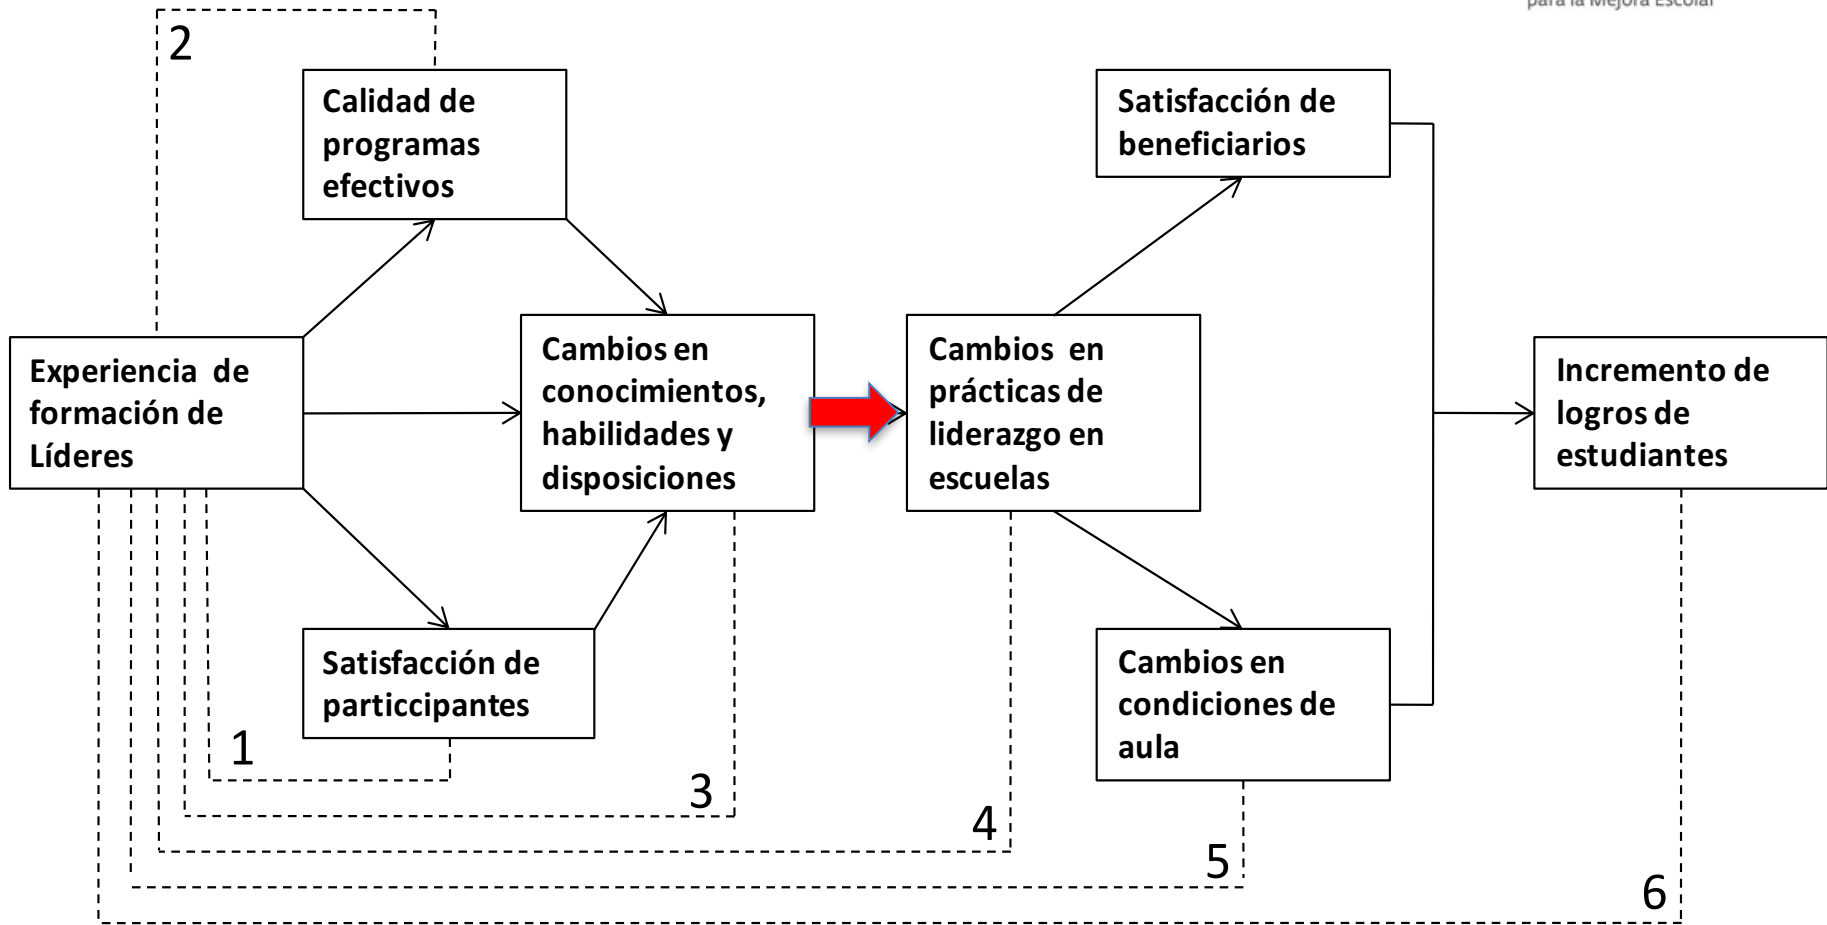 para la Mejora Escolar
2
Calidad de
programas
efectivos
Satisfacción de
beneficiarios
Experiencia de
formación de
Líderes
Cambios en
conocimientos,
habilidades y
disposiciones
Cambios en
prácticas de
liderazgo en
escuelas
Incremento de
logros de
estudiantes
Satisfacción de
particcipantes
Cambios en
condiciones de
aula
1
3
4
5
6